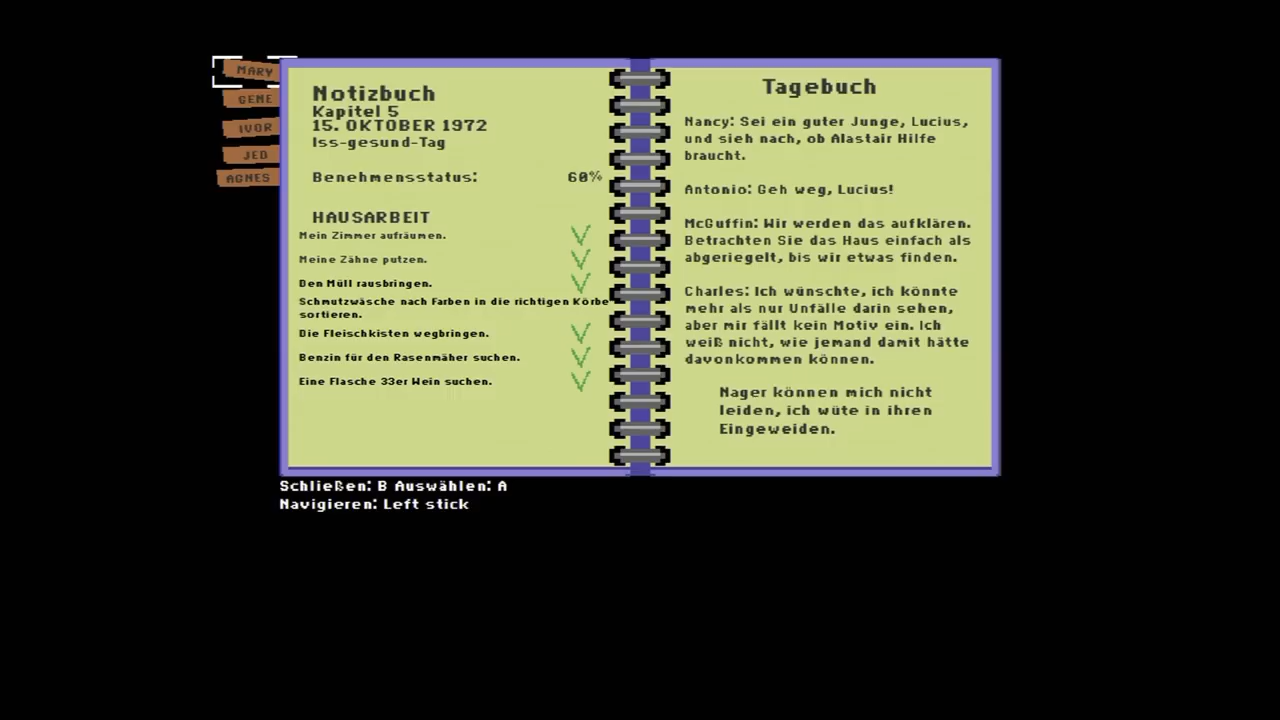 MARY
GENE
IVOR
JED
AGNES
Notizbuch
Kapitel 5
15. OKTOBER 1972
Iss-gesund-Tag
Benehmensstatus: 60%
HAUSARBEIT
Mein Zimmer aufräumen.
Meine Zähne putzen.
Den Müll rausbringen.
Schmutzwäsche nach Farben in die richtigen Körbe
sortieren.
Die Fleischkisten wegbringen.
Benzin für den Rasenmäher suchen.
Eine Flasche 33er Wein suchen.
Tagebuch
Nancy: Sei ein guter Junge, Lucius,
und sieh nach, ob Alastair Hilfe
braucht.
Antonio: Geh weg, Lucius!
McGuffin: Wir werden das aufklären.
Betrachten Sie das Haus einfach als
abgeriegelt, bis wir etwas finden.
Charles: Ich wünschte, ich könnte
mehr als nur Unfälle darin sehen,
aber mir fällt kein Motiv ein. Ich
weiß nicht, wie jemand damit hätte
davonkommen können.
Nager können mich nicht
leiden, ich wüte in ihren
Eingeweiden.
Schließen: B Auswählen: A
Navigieren: Left stick